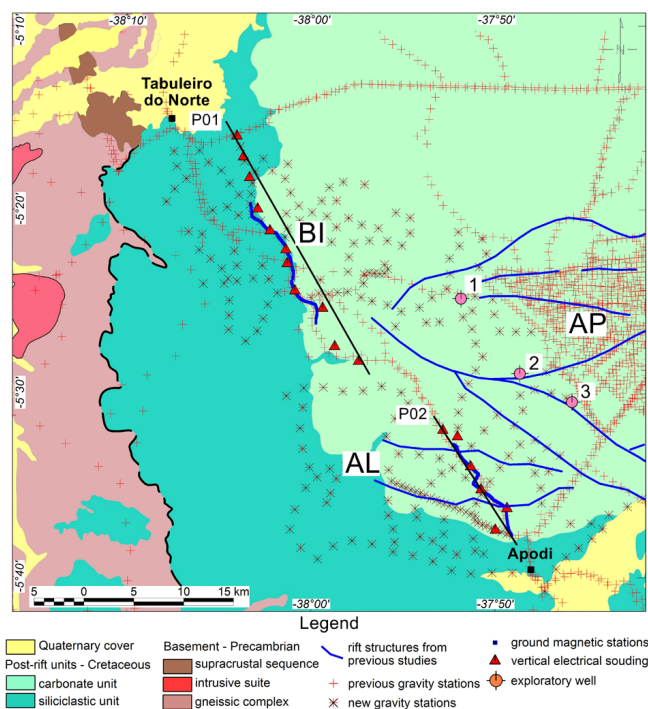 -38°10'
-38°00'
-37°50'
-5°10'
Tabuleiro
do Norte
P01
-5°20'
BI
1
AP
2
-5°30'
3
P02
AL
Apodi
-5°40'
5 0 5 10 15 km
-38°00'
-37°50'
Legend
Quaternary cover
Post-rift units - Cretaceous
carbonate unit
siliciclastic unit
Basement - Precambrian
supracrustal sequence
intrusive suite
gneissic complex
rift structures from
previous studies
previous gravity stations
new gravity stations
ground magnetic stations
vertical electrical souding
exploratory well